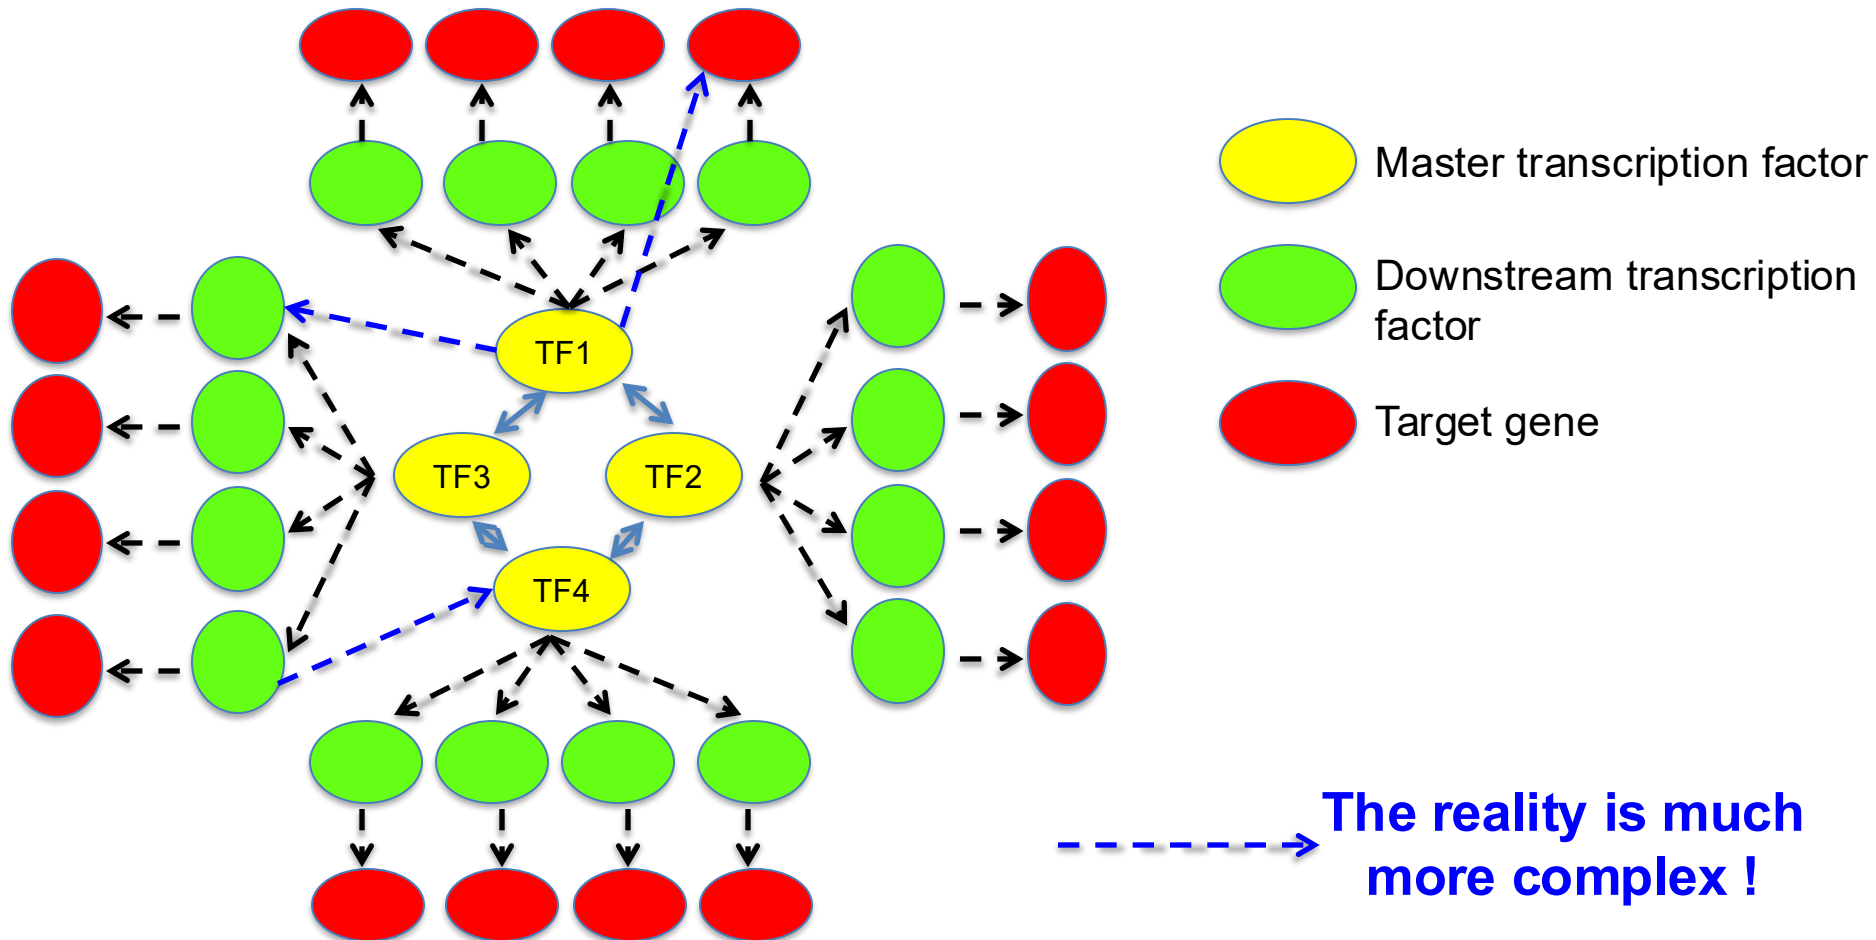 Master transcription factor
Downstream transcription
factor
TF1
Target gene
TF3
TF2
TF4
The reality is much
more complex !